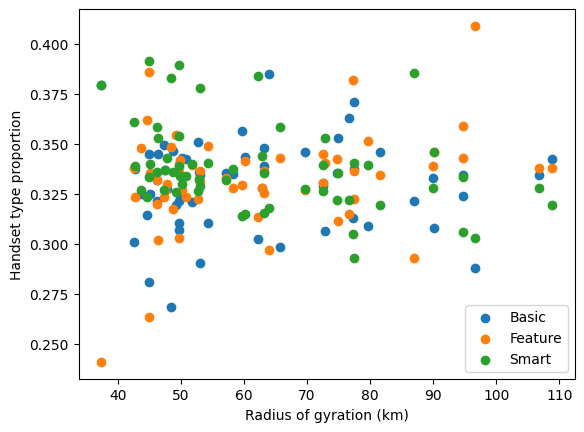 0.400
0.375
0.350
0.325
0.300
0.275
0.250
Handset type proportion
40 50 60 70 80 90 100 110
Radius of gyration (km)
Basic
Feature
Smart